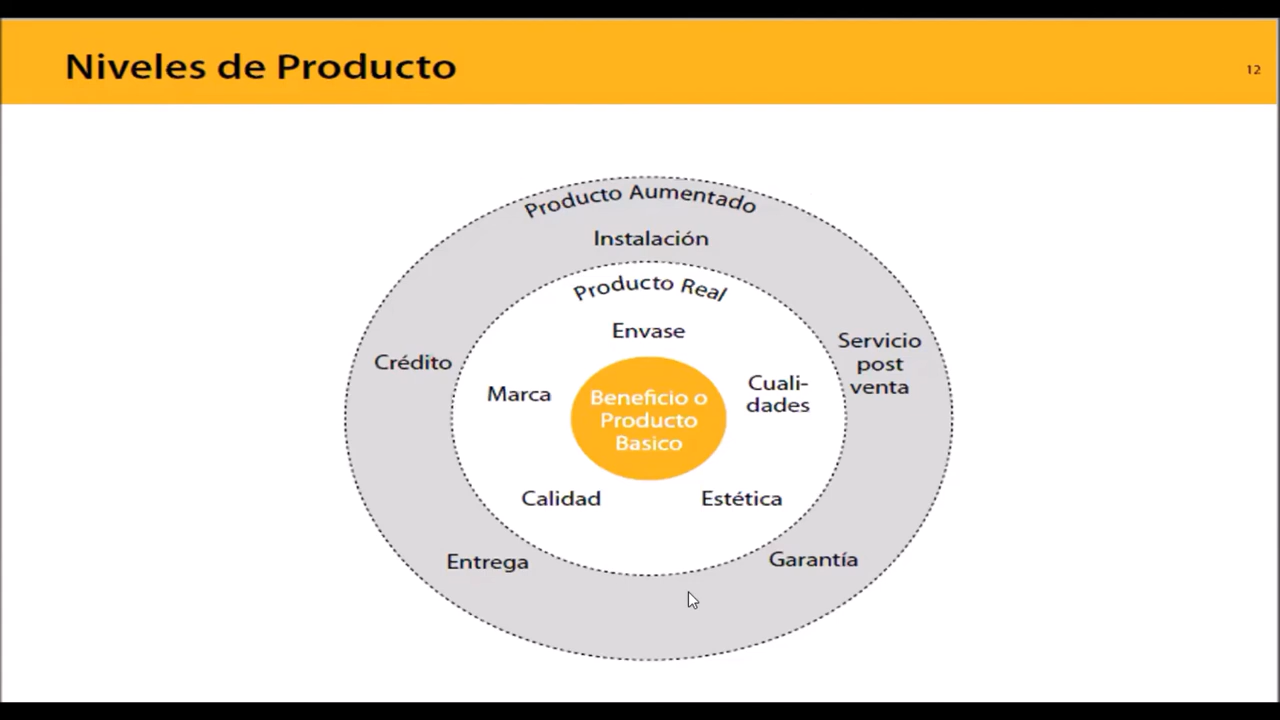 Niveles de Producto
12
Producto Aumentado
Instalación
Producto Real
Envase
Crédito
Marca
Beneficio o
Producto
Basico
Cuali-
dades
Servicio
post
venta
Calidad
Estética
Entrega
Garantía